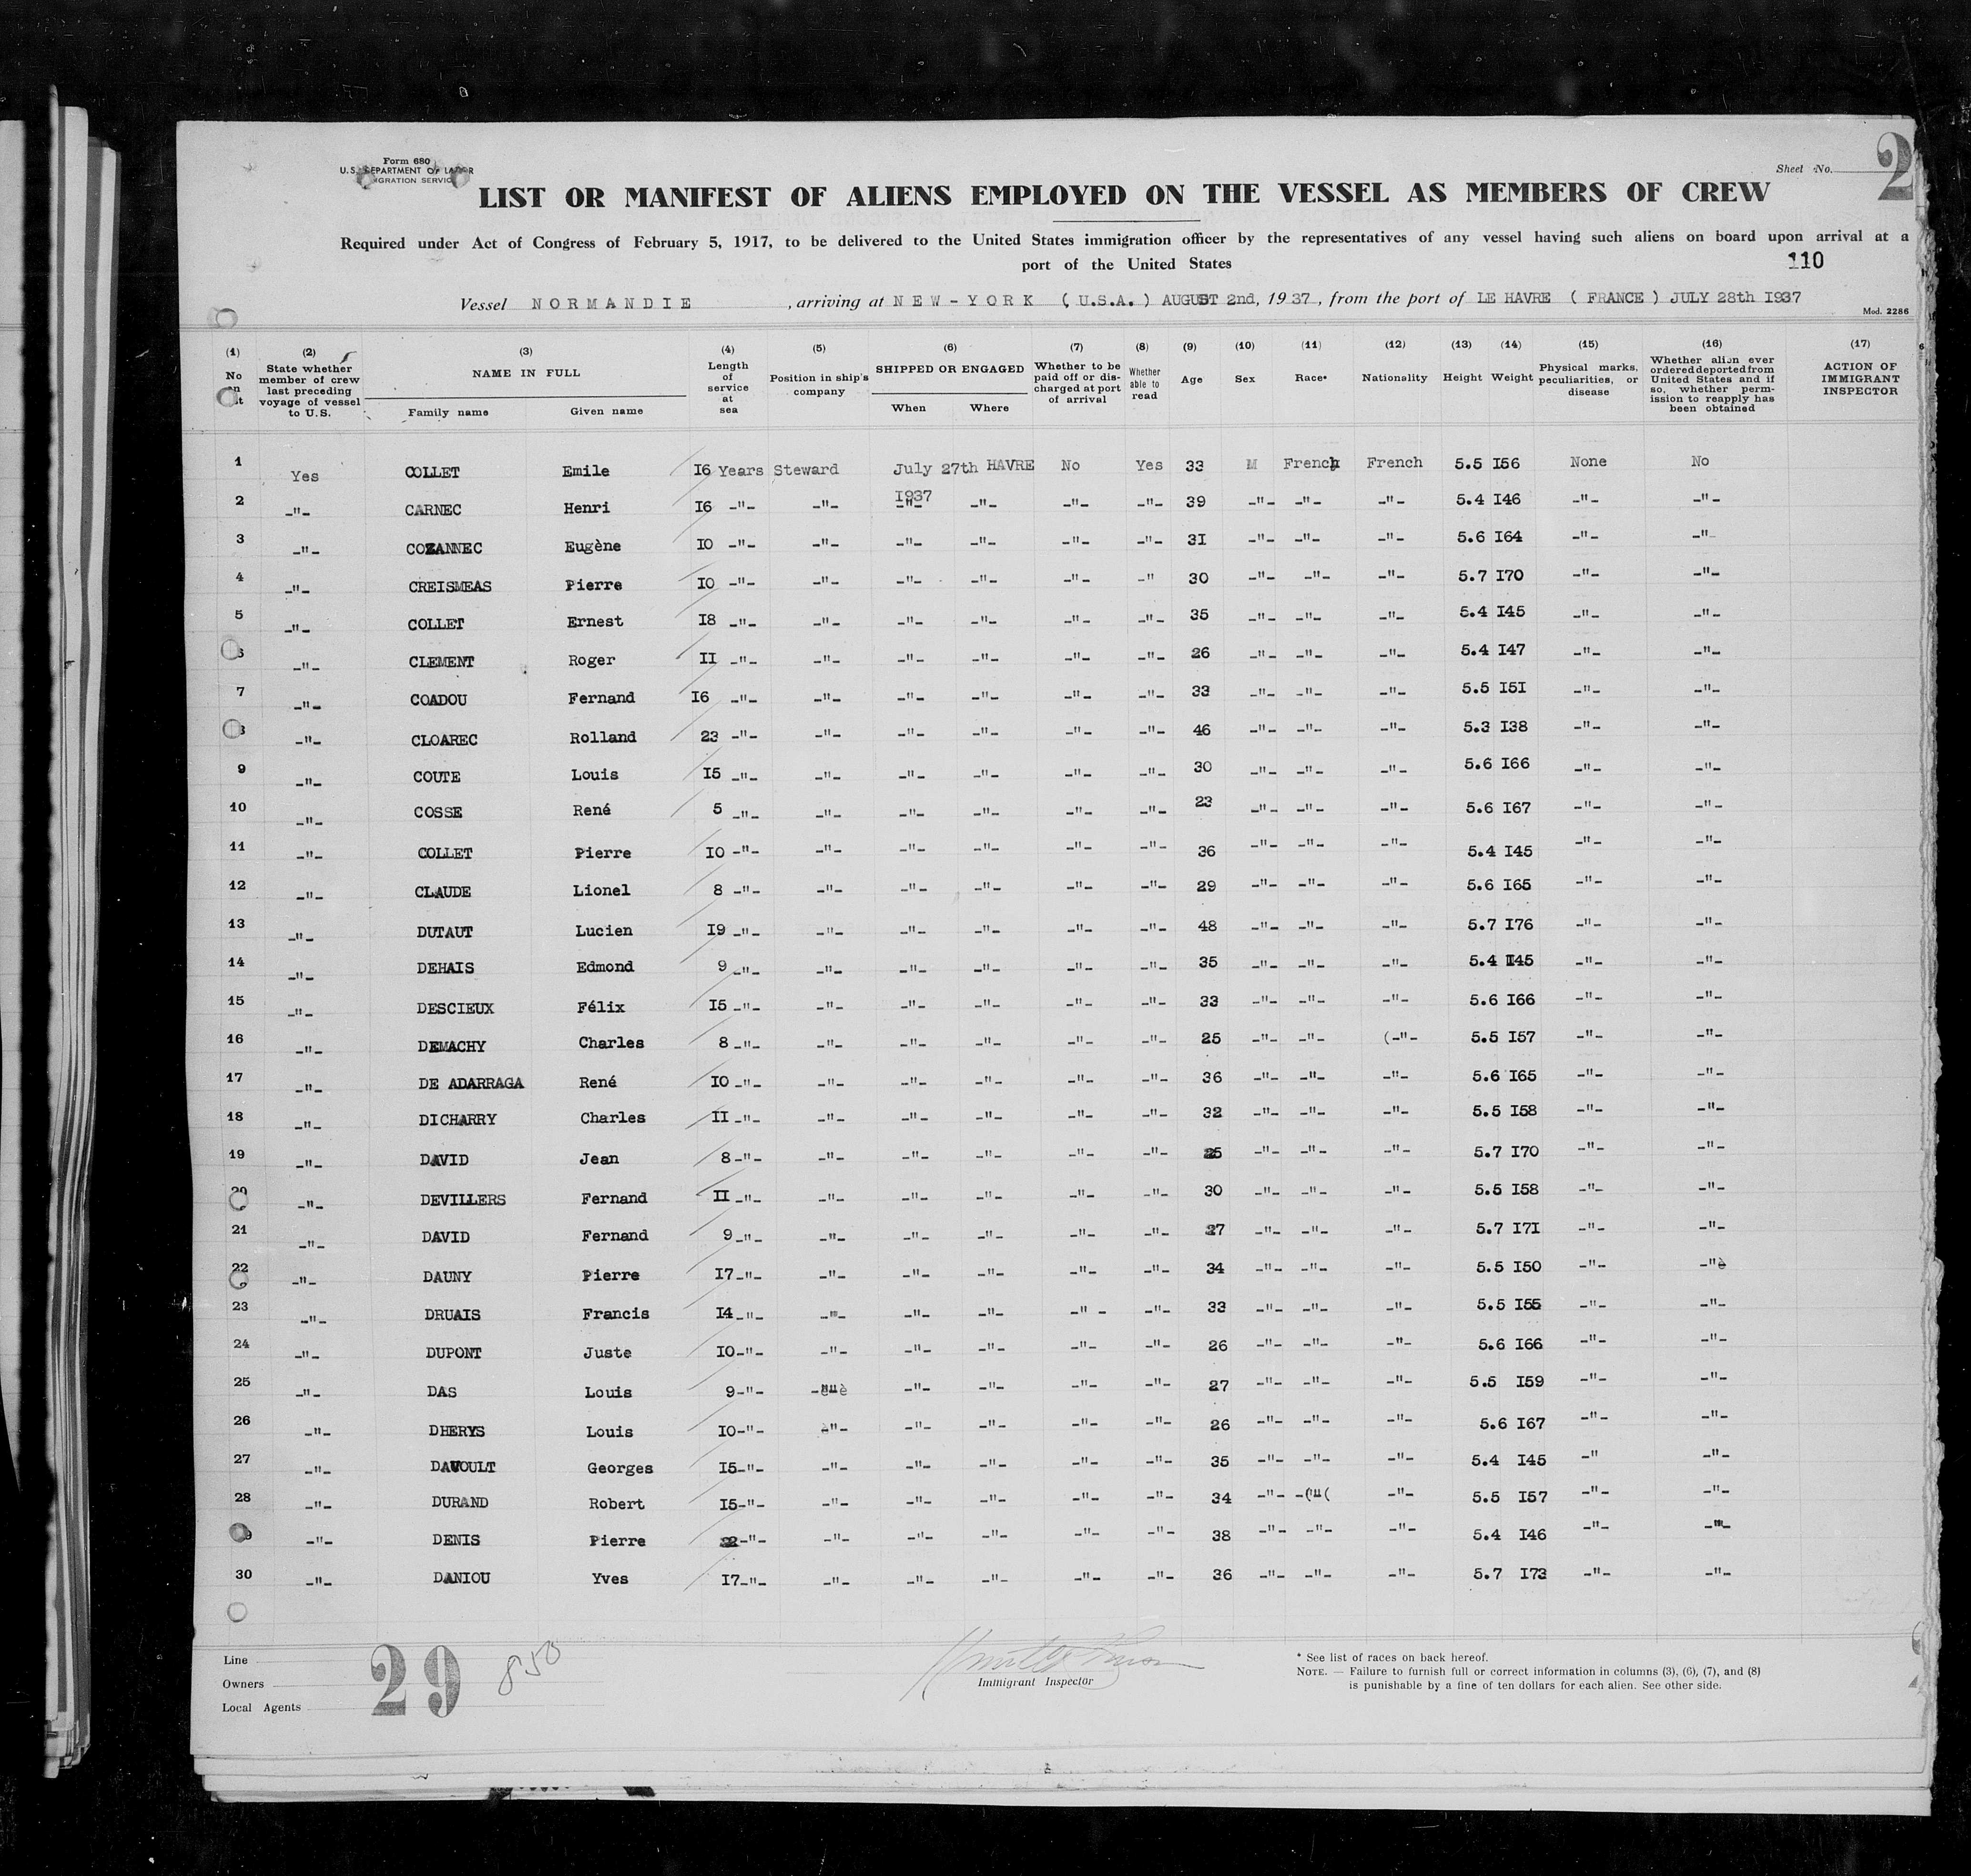 Form 680
U.S. DEPARTMENT OF LABOR
IGRATION SERVIC
Sheet No. 2
LIST OR MANIFEST OF ALIENS EMPLOYED ON THE VESSEL AS MEMBERS OF CREW
Required under Act of Congress of February 5, 1917, to be delivered to the United States immigration officer by the representatives of any vessel having such aliens on board upon arrival at a
port of the United States
110
Vessel NORMANDIE , arriving at NEW-YORK ( U.S.A. ) AUGUST 2nd, 1937, from the port of LE HAVRE ( FRANCE ) JULY 28th I937
Mod. 2286
(1) (2) (3) (4) (5) (6) (7) (8) (9) (10) (11) (12) (13) (14) (15) (16) (17)
No State whether member of crew last preceding voyage of vessel to U.S. NAME IN FULL Family name Given name Length of service at sea Position in ship's company SHIPPED OR ENGAGED When Where Whether to be paid off or discharged at port of arrival Whether able to read Age Sex Race* Nationality Height Weight Physical marks, peculiarities, or disease Whether alien ever ordered deported from United States and if so, whether permission to reapply has been obtained ACTION OF IMMIGRANT INSPECTOR
1 Yes COLLET Emile I6 Years Steward July 27th I937 HAVRE No Yes 33 M French French 5.5 I56 None No
2 -"- CARNEC Henri I6 -"- -"- -"- -"- -"- -"- 39 -"- -"- -"- 5.4 I46 -"- -"-
3 -"- COZANNEC Eugène IO -"- -"- -"- -"- -"- -"- 3I -"- -"- -"- 5.6 I64 -"- -"-
4 -"- CREISMEAS Pierre IO -"- -"- -"- -"- -"- -" 30 -"- -"- -"- 5.7 I70 -"- -"-
5 -"- COLLET Ernest I8 -"- -"- -"- -"- -"- -"- 35 -"- -"- -"- 5.4 I45 -"- -"-
-"- CLEMENT Roger II -"- -"- -"- -"- -"- -"- 26 -"- -"- -"- 5.4 I47 -"- -"-
7 -"- COADOU Fernand I6 -"- -"- -"- -"- -"- -"- 33 -"- -"- -"- 5.5 I5I -"- -"-
-"- CLOAREC Rolland 23 -"- -"- -"- -"- -"- -"- 46 -"- -"- -"- 5.3 I38 -"- -"-
9 -"- COUTE Louis I5 -"- -"- -"- -"- -"- -"- 30 -"- -"- -"- 5.6 I66 -"- -"-
10 -"- COSSE René 5 -"- -"- -"- -"- -"- -"- 23 -"- -"- -"- 5.6 I67 -"- -"-
11 -"- COLLET Pierre IO -"- -"- -"- -"- -"- -"- 36 -"- -"- -"- 5.4 I45 -"- -"-
12 -"- CLAUDE Lionel 8 -"- -"- -"- -"- -"- -"- 29 -"- -"- -"- 5.6 I65 -"- -"-
13 -"- DUTAUT Lucien I9 -"- -"- -"- -"- -"- -"- 48 -"- -"- -"- 5.7 I76 -"- -"-
14 -"- DEHAIS Edmond 9 -"- -"- -"- -"- -"- -"- 35 -"- -"- -"- 5.4 I45 -"- -"-
15 -"- DESCIEUX Félix I5 -"- -"- -"- -"- -"- -"- 33 -"- -"- -"- 5.6 I66 -"- -"-
16 -"- DEMACHY Charles 8 -"- -"- -"- -"- -"- -"- 25 -"- -"- (-"- 5.5 I57 -"- -"-
17 -"- DE ADARRAGA René IO -"- -"- -"- -"- -"- -"- 36 -"- -"- -"- 5.6 I65 -"- -"-
18 -"- DICHARRY Charles II -"- -"- -"- -"- -"- -"- 32 -"- -"- -"- 5.5 I58 -"- -"-
19 -"- DAVID Jean 8 -"- -"- -"- -"- -"- -"- 25 -"- -"- -"- 5.7 I70 -"- -"-
20 -"- DEVILLERS Fernand II -"- -"- -"- -"- -"- -"- 30 -"- -"- -"- 5.5 I58 -"- -"-
21 -"- DAVID Fernand 9 -"- -"- -"- -"- -"- -"- 27 -"- -"- -"- 5.7 I7I -"- -"-
22 -"- DAUNY Pierre I7 -"- -"- -"- -"- -"- -"- 34 -"- -"- -"- 5.5 I50 -"- -"è
23 -"- DRUAIS Francis I4 -"- -"- -"- -"- -" - -"- 33 -"- -"- -"- 5.5 I55 -"- -"-
24 -"- DUPONT Juste IO -"- -"- -"- -"- -"- -"- 26 -"- -"- -"- 5.6 I66 -"- -"-
25 -"- DAS Louis 9 -"- -"-è -"- -"- -"- -"- 27 -"- -"- -"- 5.5 I59 -"- -"-
26 -"- DHERYS Louis IO -"- è"- -"- -"- -"- -"- 26 -"- -"- -"- 5.6 I67 -"- -"-
27 -"- DAVOULT Georges I5 -"- -"- -"- -"- -"- -"- 35 -"- -"- -"- 5.4 I45 -" -"-
28 -"- DURAND Robert I5 -"- -"- -"- -"- -"- -"- 34 -"- -("( -"- 5.5 I57 -"- -"-
-"- DENIS Pierre 22 -"- -"- -"- -"- -"- -"- 38 -"- -"- -"- 5.4 I46 -"- -"-
30 -"- DANIOU Yves I7 -"- -"- -"- -"- -"- -"- 36 -"- -"- -"- 5.7 I73 -"- -"-
Line
Owners
Local Agents
29
850
Immigrant Inspector
* See list of races on back hereof.
NOTE. — Failure to furnish full or correct information in columns (3), (6), (7), and (8)
is punishable by a fine of ten dollars for each alien. See other side.